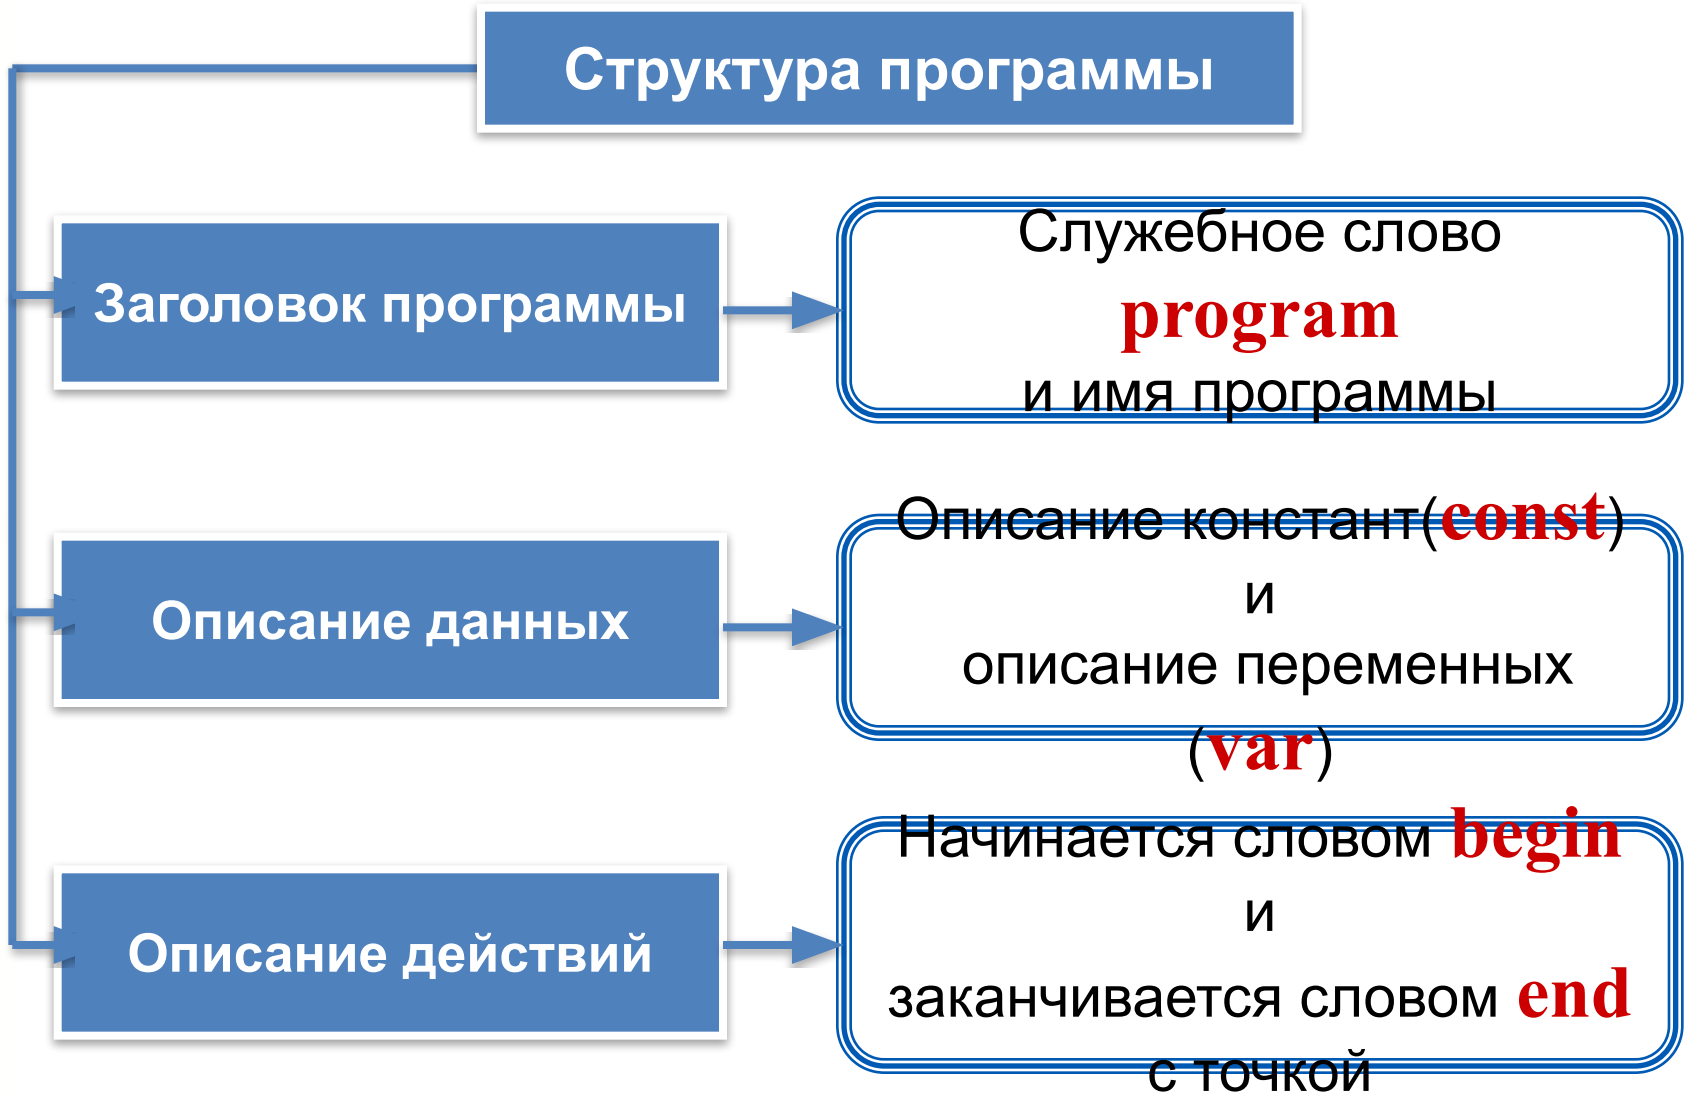 Структура программы
Заголовок программы
Служебное слово
program
и имя программы
Описание данных
Описание констант(const)
и
описание переменных
(var)
Описание действий
Начинается словом begin
и
заканчивается словом end
с точкой